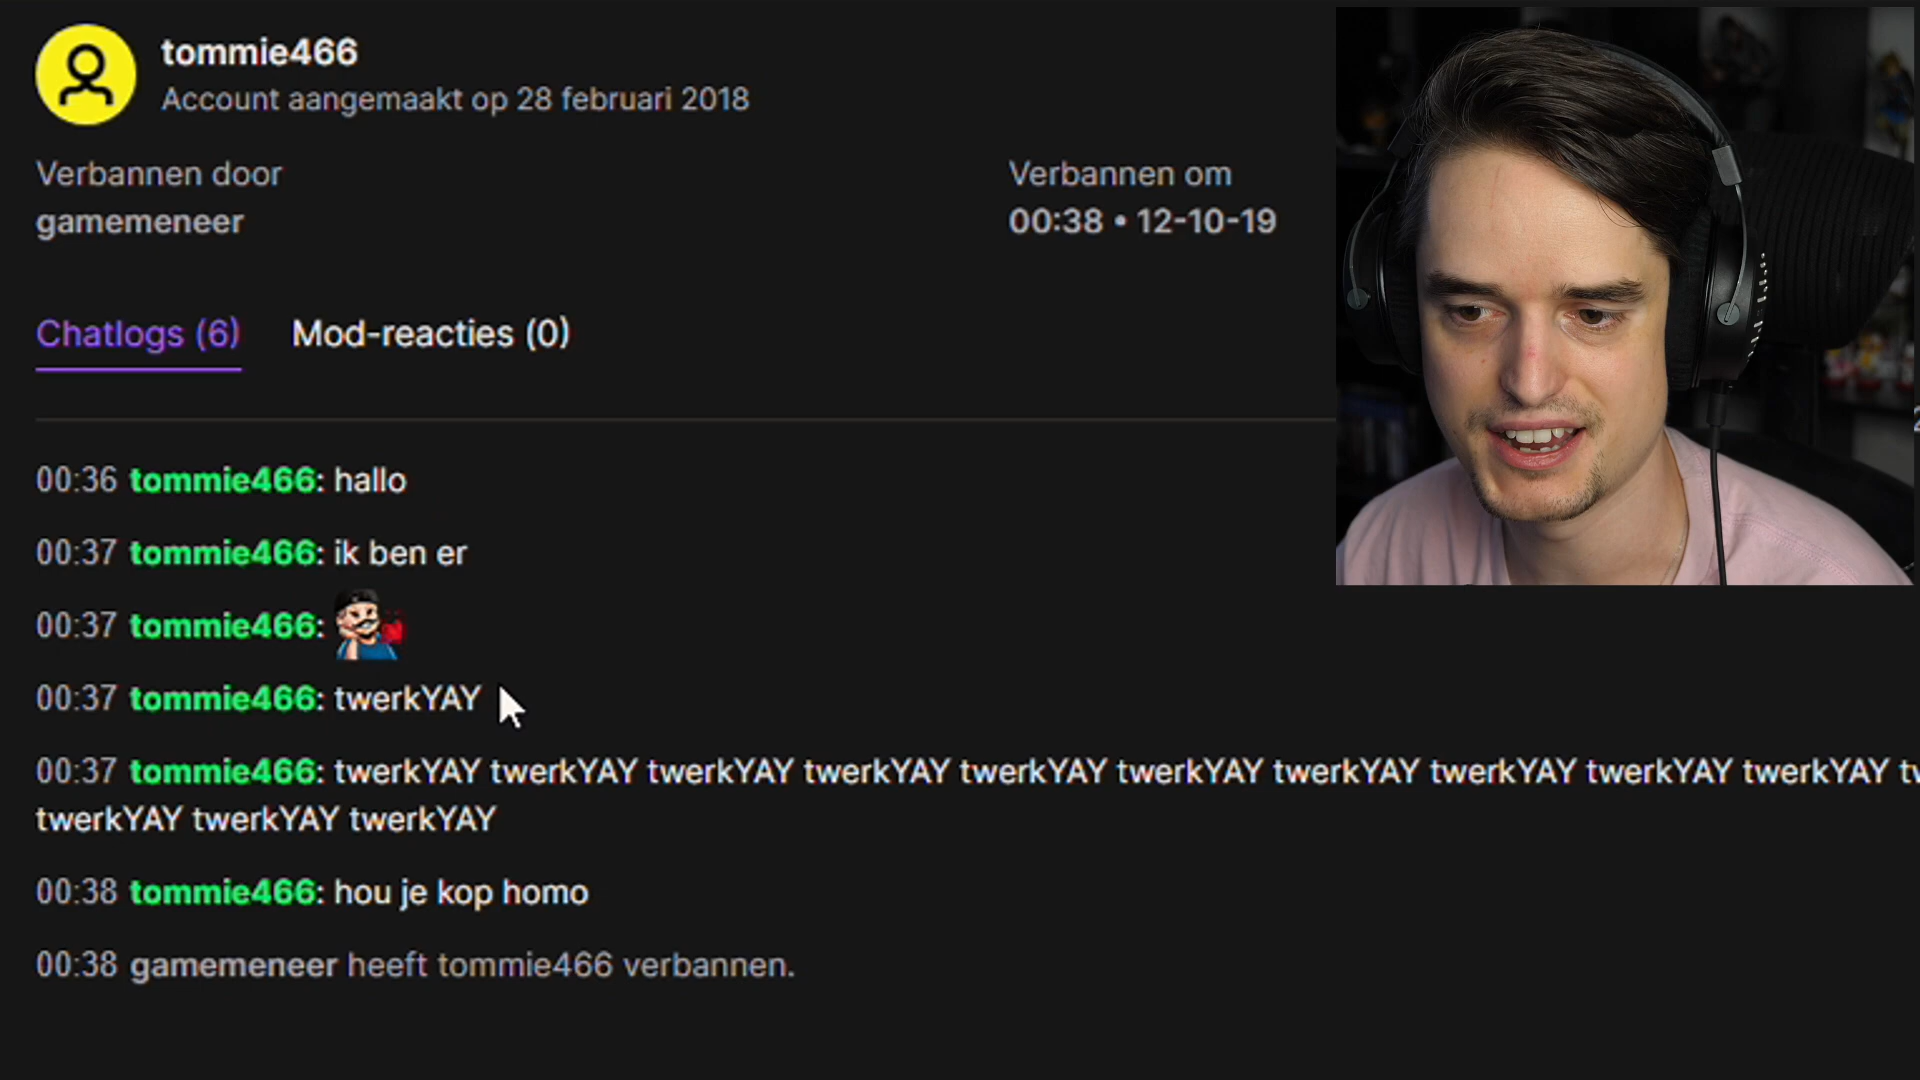 tommie466
Account aangemaakt op 28 februari 2018
Verbannen door
Verbannen om
gamemeneer
00:38 • 12-10-19
Chatlogs (6)
Mod-reacties (0)
00:36 tommie466: hallo
00:37 tommie466: ik ben er
00:37 tommie466:
00:37 tommie466: twerkYAY
00:37 tommie466: twerkYAY twerkYAY twerkYAY twerkYAY twerkYAY twerkYAY twerkYAY twerkYAY twerkYAY twerkYAY
twerkYAY twerkYAY twerkYAY
00:38 tommie466: hou je kop homo
00:38 gamemeneer heeft tommie466 verbannen.